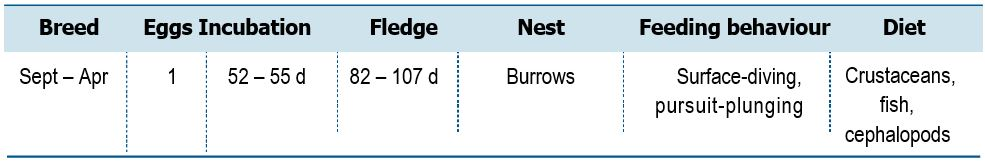 Breed Eggs Incubation Fledge Nest Feeding behaviour Diet
Sept – Apr 1 52 – 55 d 82 – 107 d Burrows Surface-diving, Crustaceans,
pursuit-plunging fish,
cephalopods